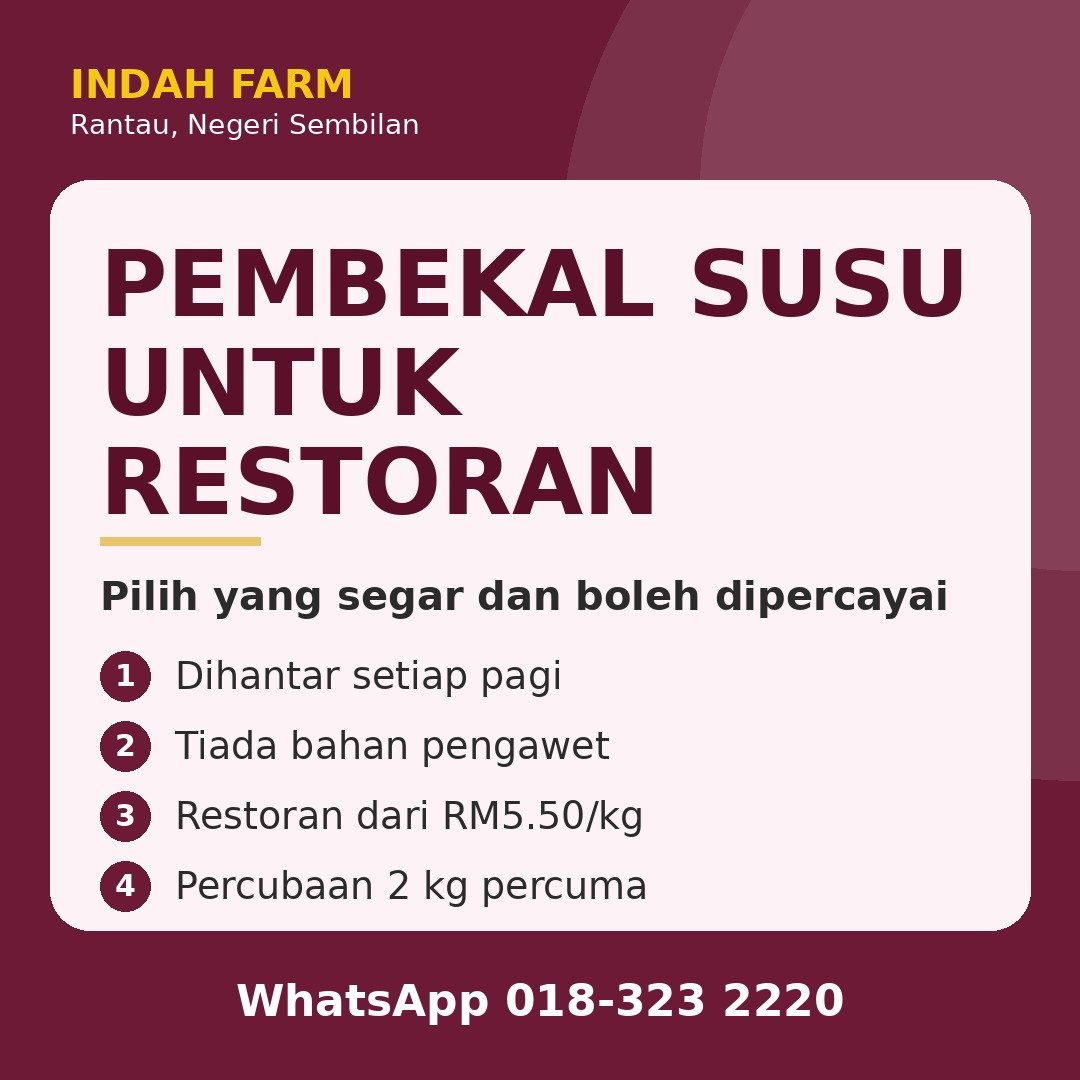 INDAH FARM
Rantau, Negeri Sembilan
PEMBEKAL SUSU
UNTUK
RESTORAN
Pilih yang segar dan boleh dipercayai
1 Dihantar setiap pagi
2 Tiada bahan pengawet
3 Restoran dari RM5.50/kg
4 Percubaan 2 kg percuma
WhatsApp 018-323 2220